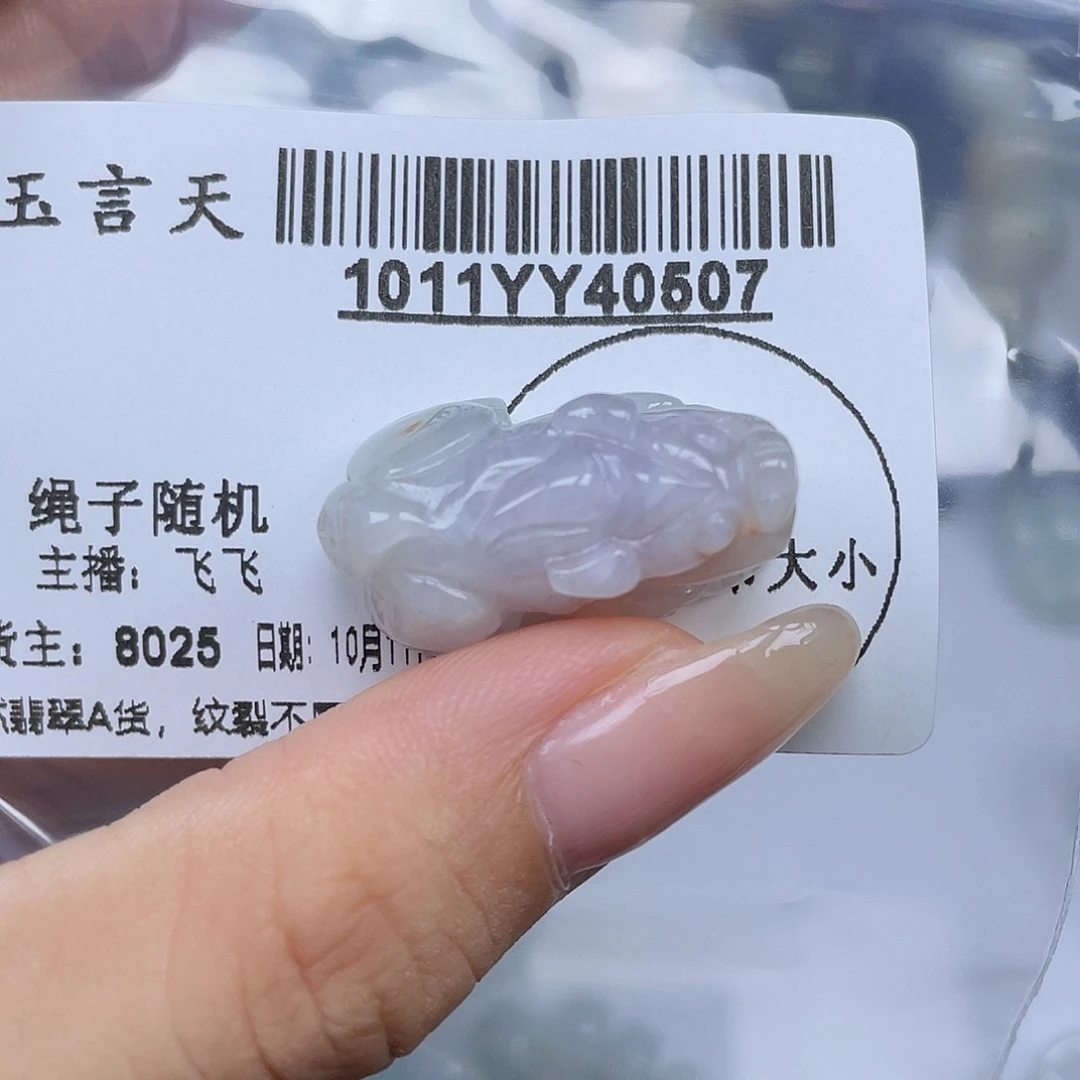 玉言天
1011YY40507
绳子随机
大小
主播：飞飞
货主：8025 日期：10月11
翡翠A货，纹裂不